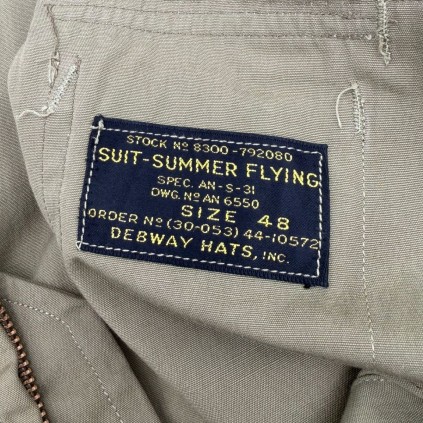 STOCK No 8300-792080
SUIT-SUMMER FLYING
SPEC. AN-S-31
DWG. No AN 6550
SIZE 48
ORDER No (30-053) 44-10572
DEBWAY HATS, INC.